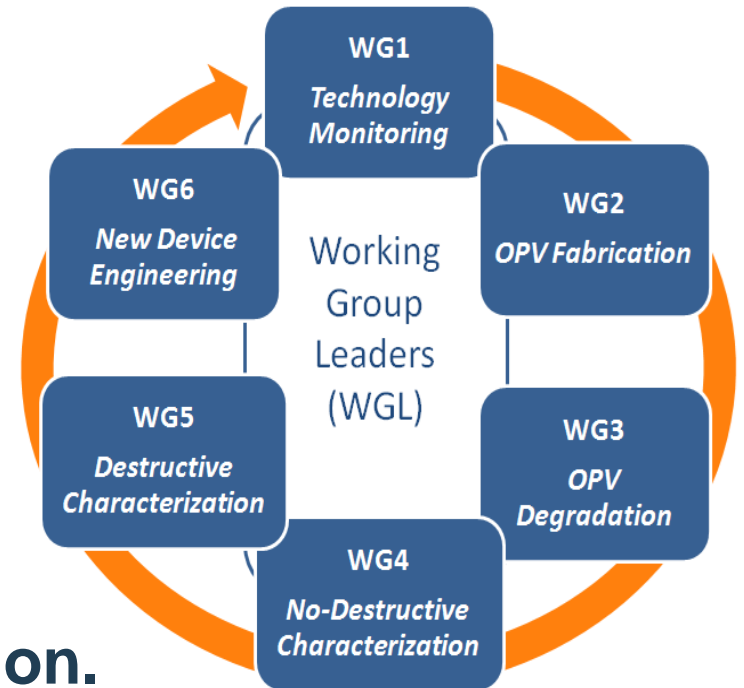 WG1
Technology
Monitoring
WG2
OPV Fabrication
WG3
OPV
Degradation
WG4
No-Destructive
Characterization
WG5
Destructive
Characterization
WG6
New Device
Engineering
Working
Group
Leaders
(WGL)
on.